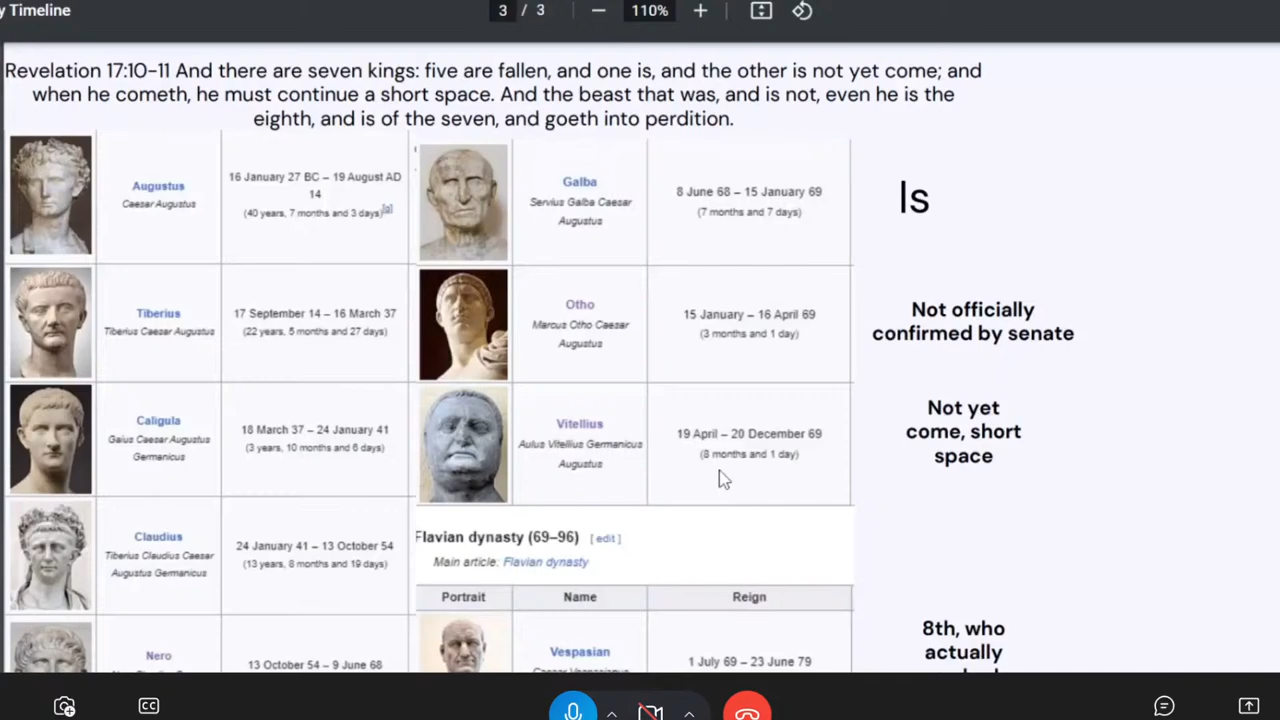 y Timeline
3 / 3
110%
Revelation 17:10-11 And there are seven kings: five are fallen, and one is, and the other is not yet come; and
when he cometh, he must continue a short space. And the beast that was, and is not, even he is the
eighth, and is of the seven, and goeth into perdition.
Augustus
Caesar Augustus
16 January 27 BC – 19 August AD
14
(40 years, 7 months and 3 days)
Tiberius
Tiberius Caesar Augustus
17 September 14 – 16 March 37
(22 years, 5 months and 27 days)
Caligula
Gaius Caesar Augustus
Germanicus
18 March 37 – 24 January 41
(3 years, 10 months and 6 days)
Claudius
Tiberius Claudius Caesar
Augustus Germanicus
24 January 41 – 13 October 54
(13 years, 8 months and 19 days)
Nero
13 October 54 – 9 June 68
Galba
Servius Galba Caesar
Augustus
8 June 68 – 15 January 69
(7 months and 7 days)
Is
Otho
Marcus Otho Caesar
Augustus
15 January – 16 April 69
(3 months and 1 day)
Not officially
confirmed by senate
Vitellius
Aulus Vitellius Germanicus
Augustus
19 April – 20 December 69
(8 months and 1 day)
Not yet
come, short
space
Flavian dynasty (69–96) [ edit ]
Main article: Flavian dynasty
Portrait
Name
Reign
Vespasian
1 July 69 – 23 June 79
8th, who
actually
CC